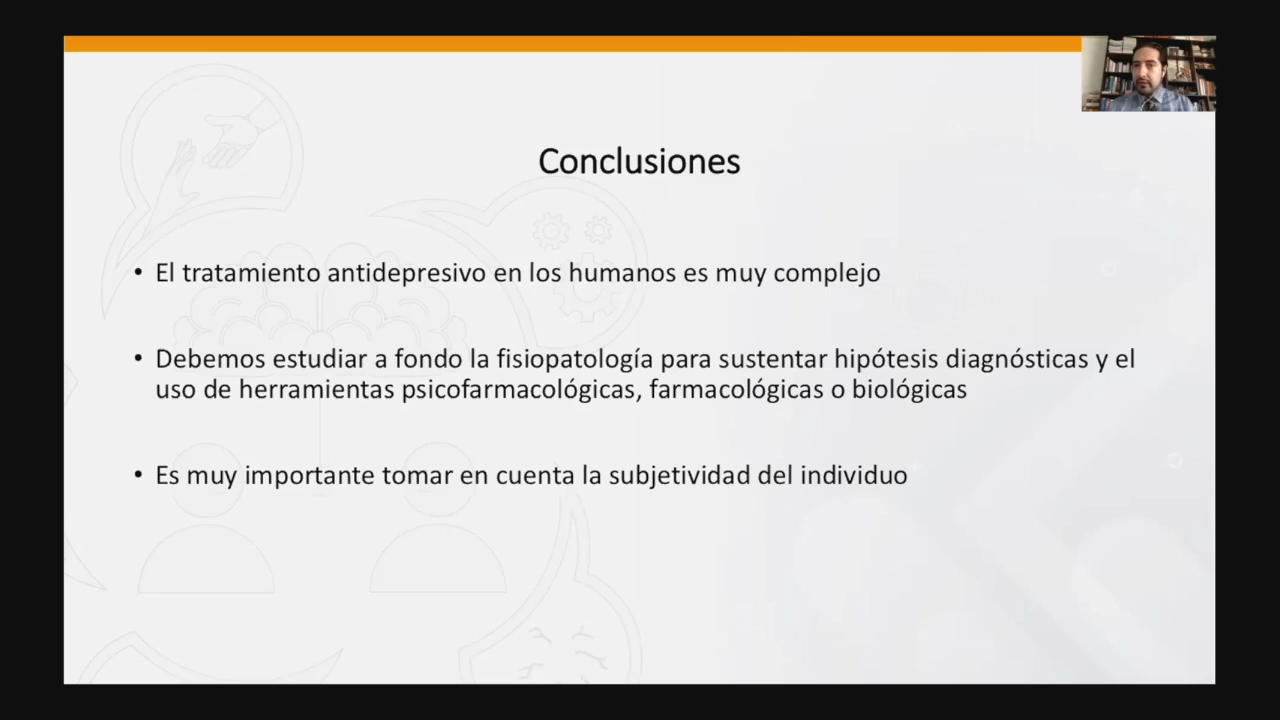 Conclusiones
• El tratamiento antidepresivo en los humanos es muy complejo
• Debemos estudiar a fondo la fisiopatología para sustentar hipótesis diagnósticas y el
uso de herramientas psicofarmacológicas, farmacológicas o biológicas
• Es muy importante tomar en cuenta la subjetividad del individuo